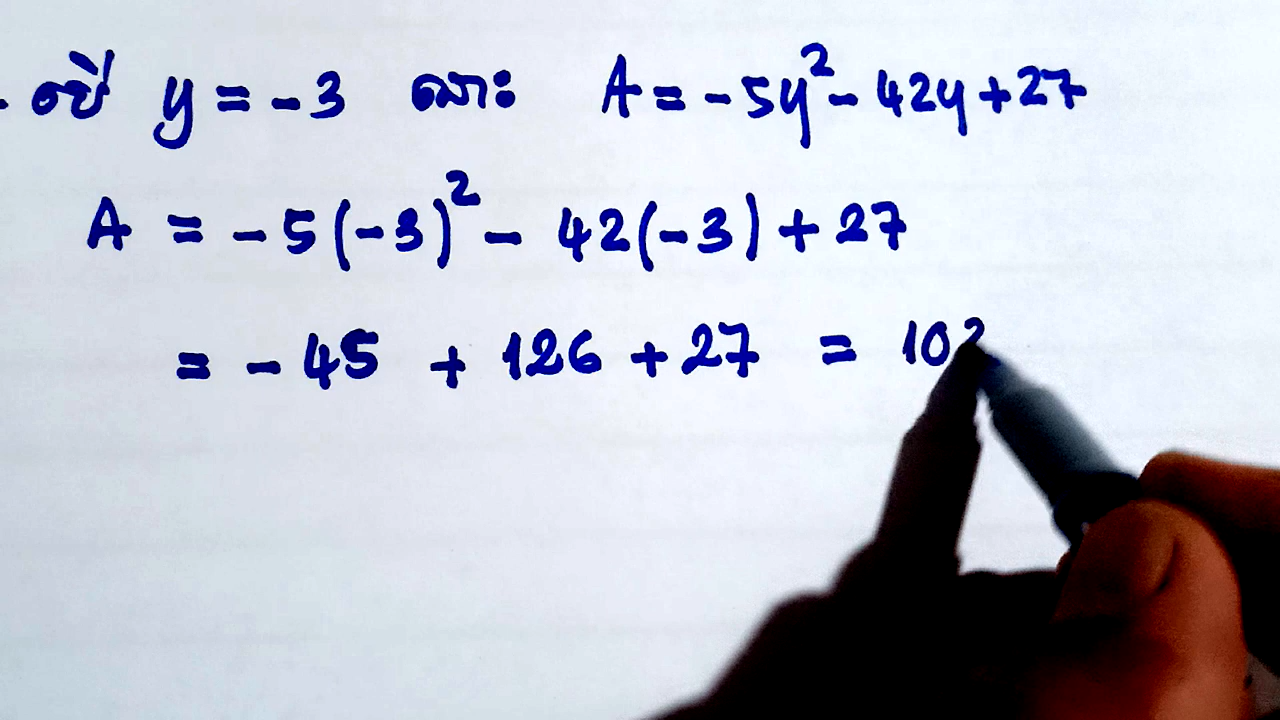 - បើ y = -3 នោះ A = -5y² - 42y + 27
A = -5(-3)² - 42(-3) + 27
= -45 + 126 + 27 = 10